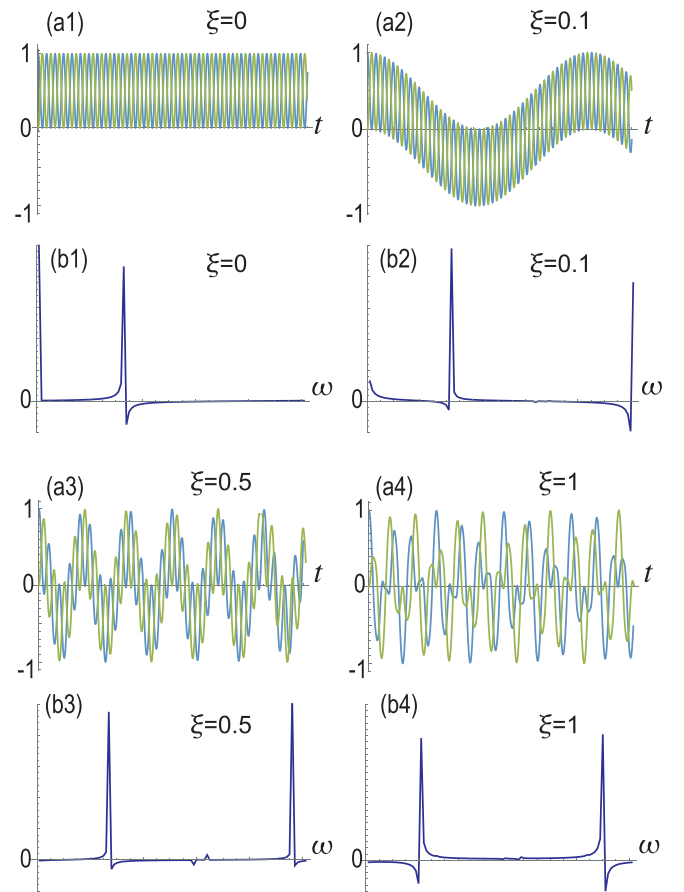 (a1) ξ=0
1
0
-1
t
(a2) ξ=0.1
1
0
-1
t
(b1) ξ=0
0
ω
(b2) ξ=0.1
0
ω
(a3) ξ=0.5
1
0
-1
t
(a4) ξ=1
1
0
-1
t
(b3) ξ=0.5
0
ω
(b4) ξ=1
0
ω